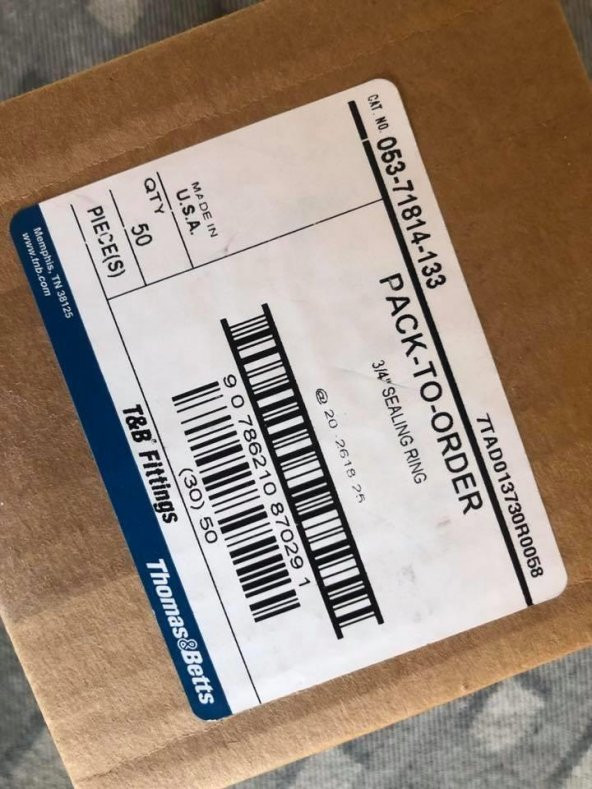 CAT. NO. 053-71814-133
7TAD013730R0058
PACK-TO-ORDER
3/4" SEALING RING
@ 20 2618 25
MADE IN
U.S.A.
QTY
50
PIECE(S)
9 0 786210 87029 1
(30) 50
T&B® Fittings
Thomas&Betts
Memphis, TN 38125
www.tnb.com